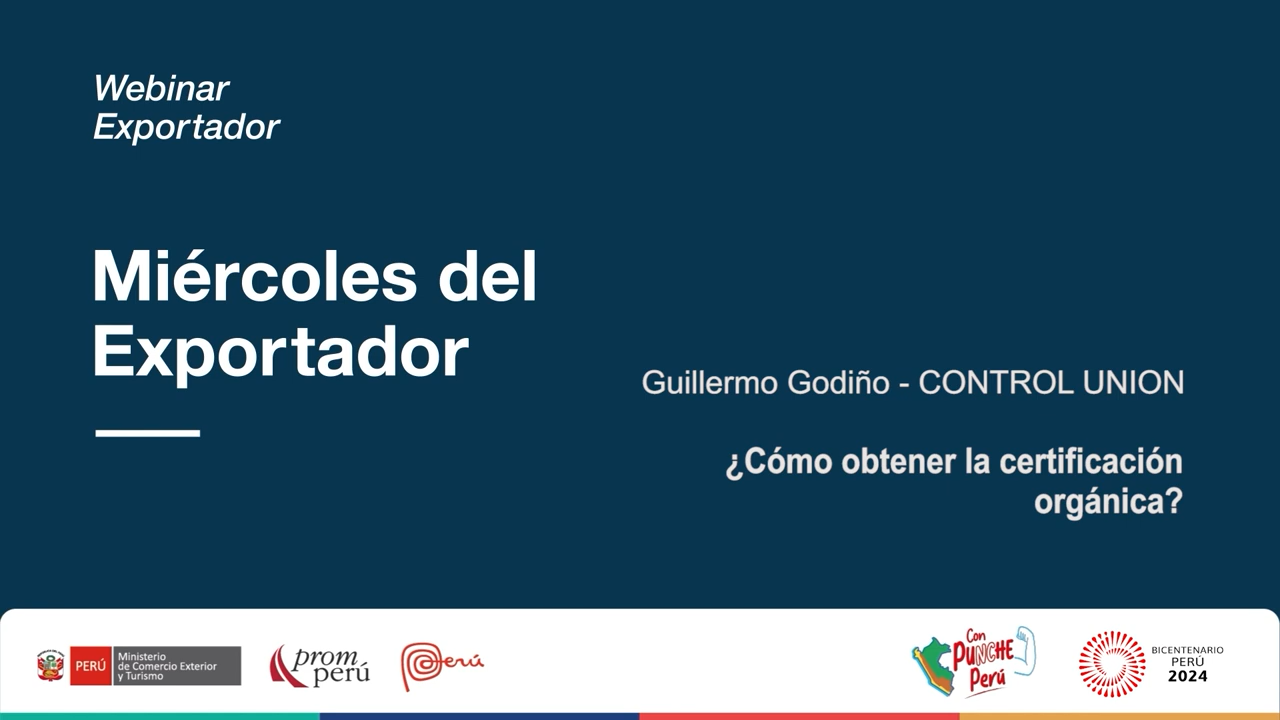 Webinar
Exportador
Miércoles del
Exportador
Guillermo Godiño - CONTROL UNION
¿Cómo obtener la certificación
orgánica?
PERÚ
Ministerio
de Comercio Exterior
y Turismo
prom
perú
Perú
Con
PUNCHE
Perú
BICENTENARIO
PERÚ
2024